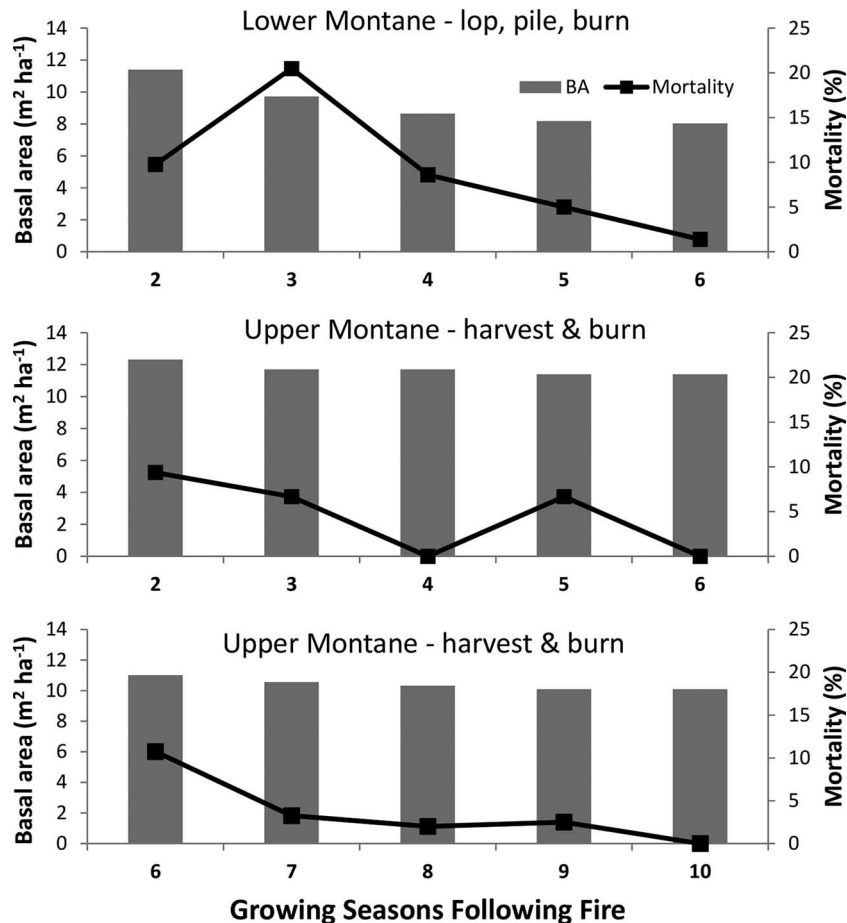 Lower Montane - lop, pile, burn
Basal area (m² ha⁻¹)
14
12
10
8
6
4
2
0
BA
Mortality
25
20
15
10
5
0
Mortality (%)
2 3 4 5 6
Upper Montane - harvest & burn
Basal area (m² ha⁻¹)
14
12
10
8
6
4
2
0
25
20
15
10
5
0
Mortality (%)
2 3 4 5 6
Upper Montane - harvest & burn
Basal area (m² ha⁻¹)
14
12
10
8
6
4
2
0
25
20
15
10
5
0
Mortality (%)
6 7 8 9 10
Growing Seasons Following Fire